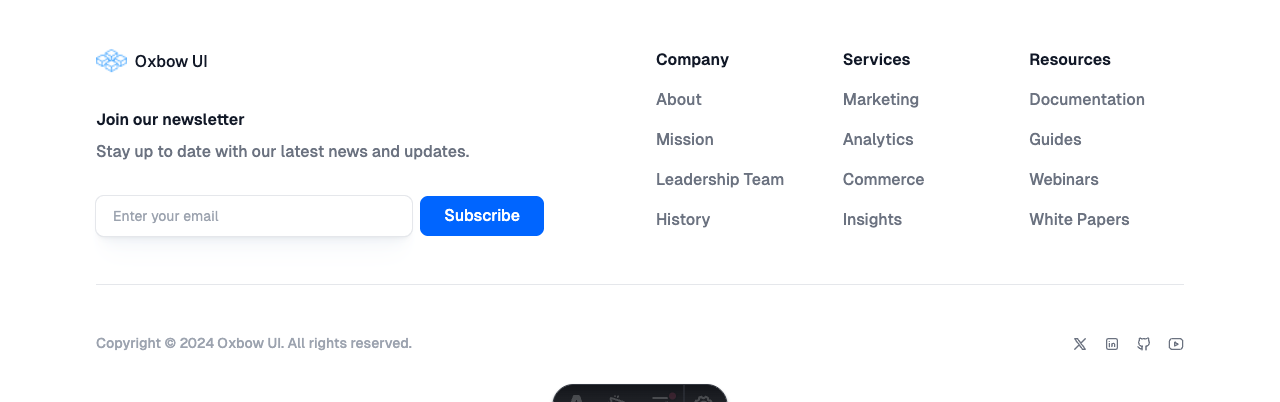 Oxbow UI
Join our newsletter
Stay up to date with our latest news and updates.
Enter your email
Subscribe
Company
About
Mission
Leadership Team
History
Services
Marketing
Analytics
Commerce
Insights
Resources
Documentation
Guides
Webinars
White Papers
Copyright © 2024 Oxbow UI. All rights reserved.